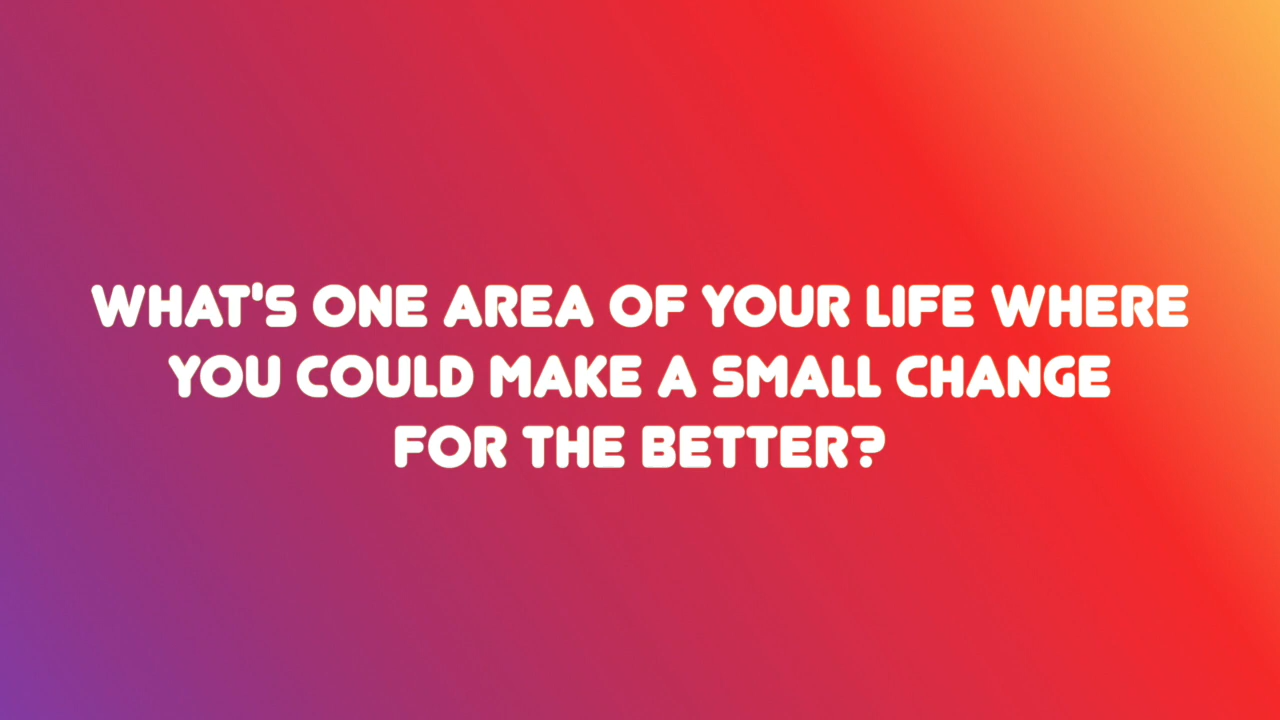 WHAT'S ONE AREA OF YOUR LIFE WHERE
YOU COULD MAKE A SMALL CHANGE
FOR THE BETTER?